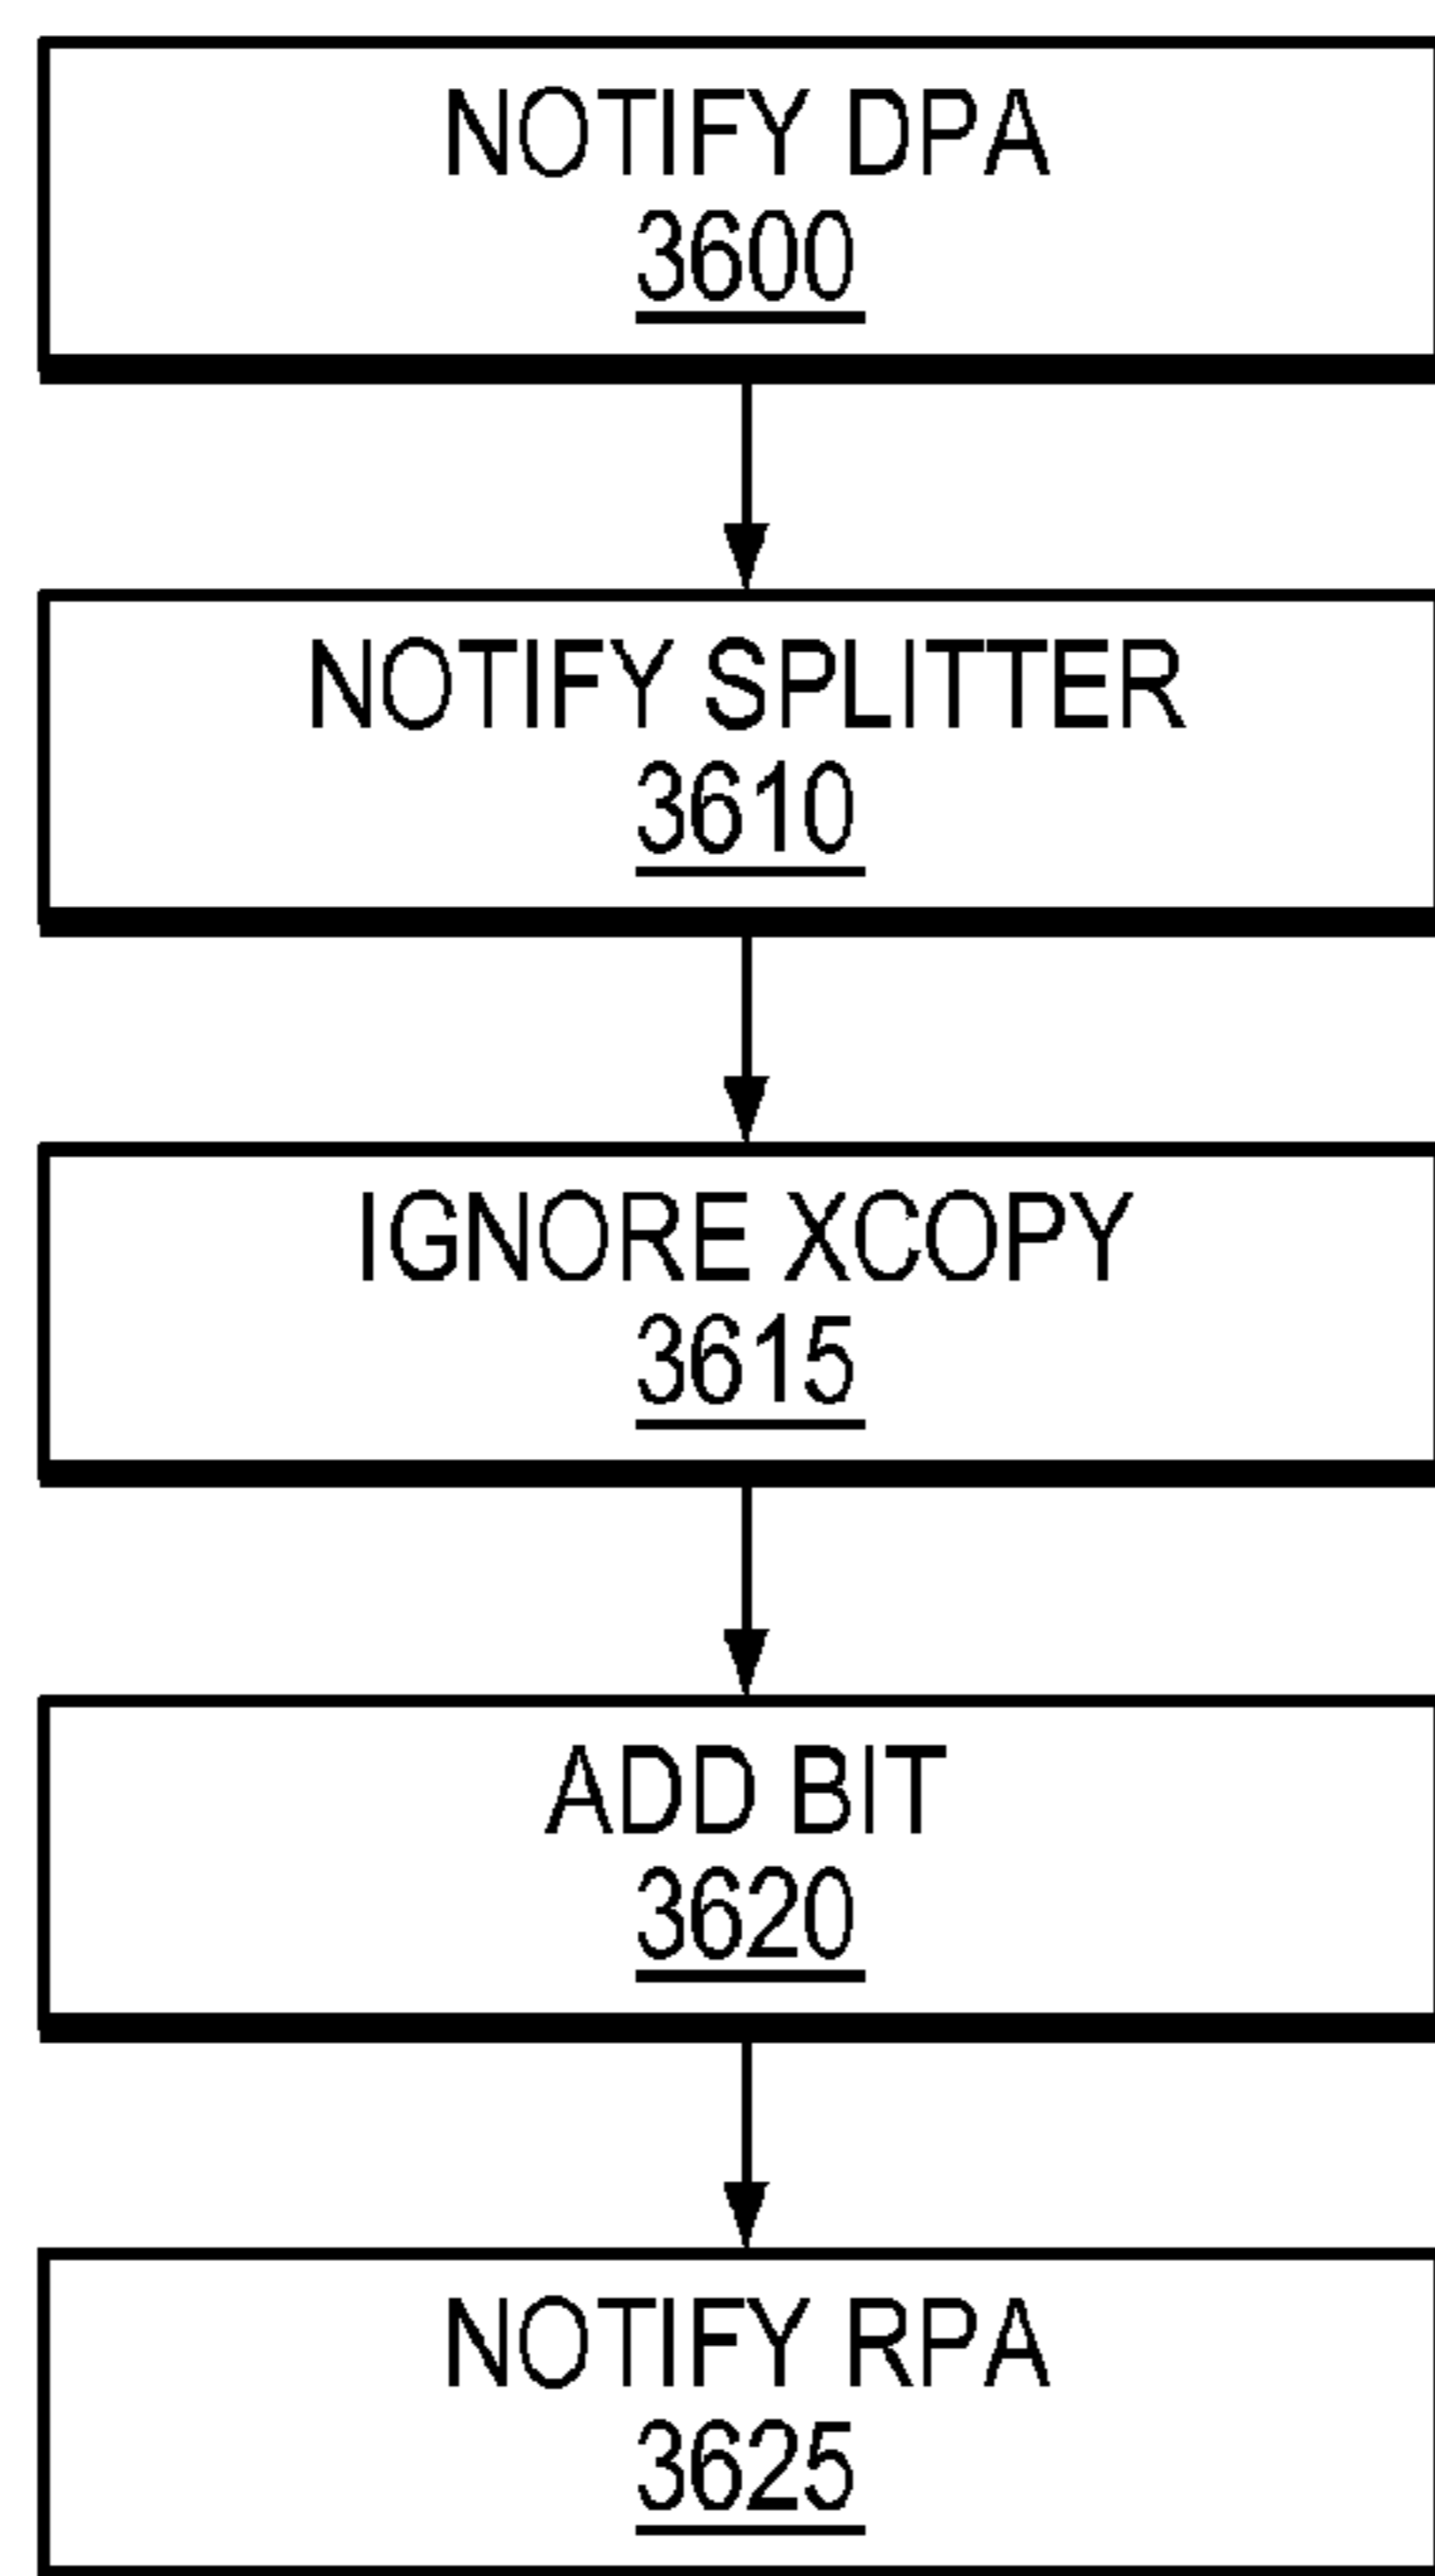 NOTIFY DPA
3600
NOTIFY SPLITTER
3610
IGNORE XCOPY
3615
ADD BIT
3620
NOTIFY RPA
3625